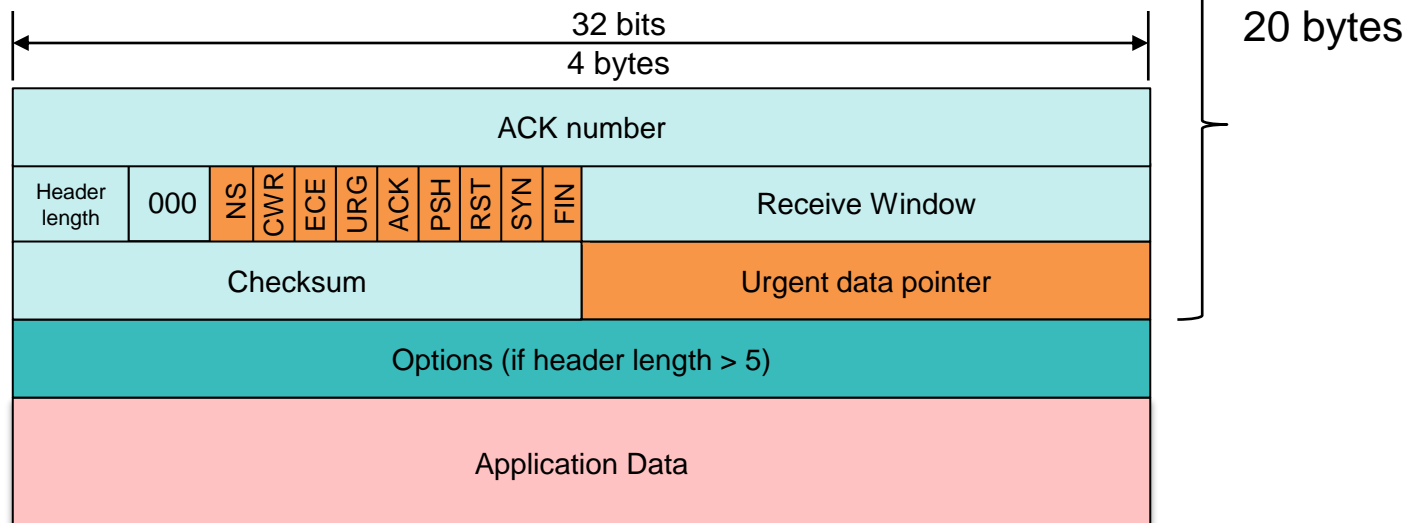 32 bits
20 bytes
4 bytes
ACK number
Header
length
000
NS
CWR
ECE
URG
ACK
PSH
RST
SYN
FIN
Receive Window
Checksum
Urgent data pointer
Options (if header length > 5)
Application Data